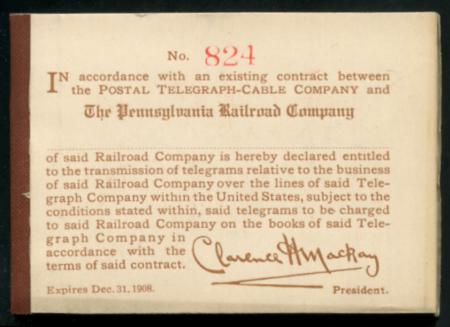 No. 824
IN accordance with an existing contract between
the POSTAL TELEGRAPH-CABLE COMPANY and
The Pennsylvania Railroad Company
of said Railroad Company is hereby declared entitled
to the transmission of telegrams relative to the business
of said Railroad Company over the lines of said Tele-
graph Company within the United States, subject to the
conditions stated within, said telegrams to be charged
to said Railroad Company on the books of said Tele-
graph Company in
accordance with the
terms of said contract.
Clarence H Mackay
Expires Dec. 31, 1908.
President.